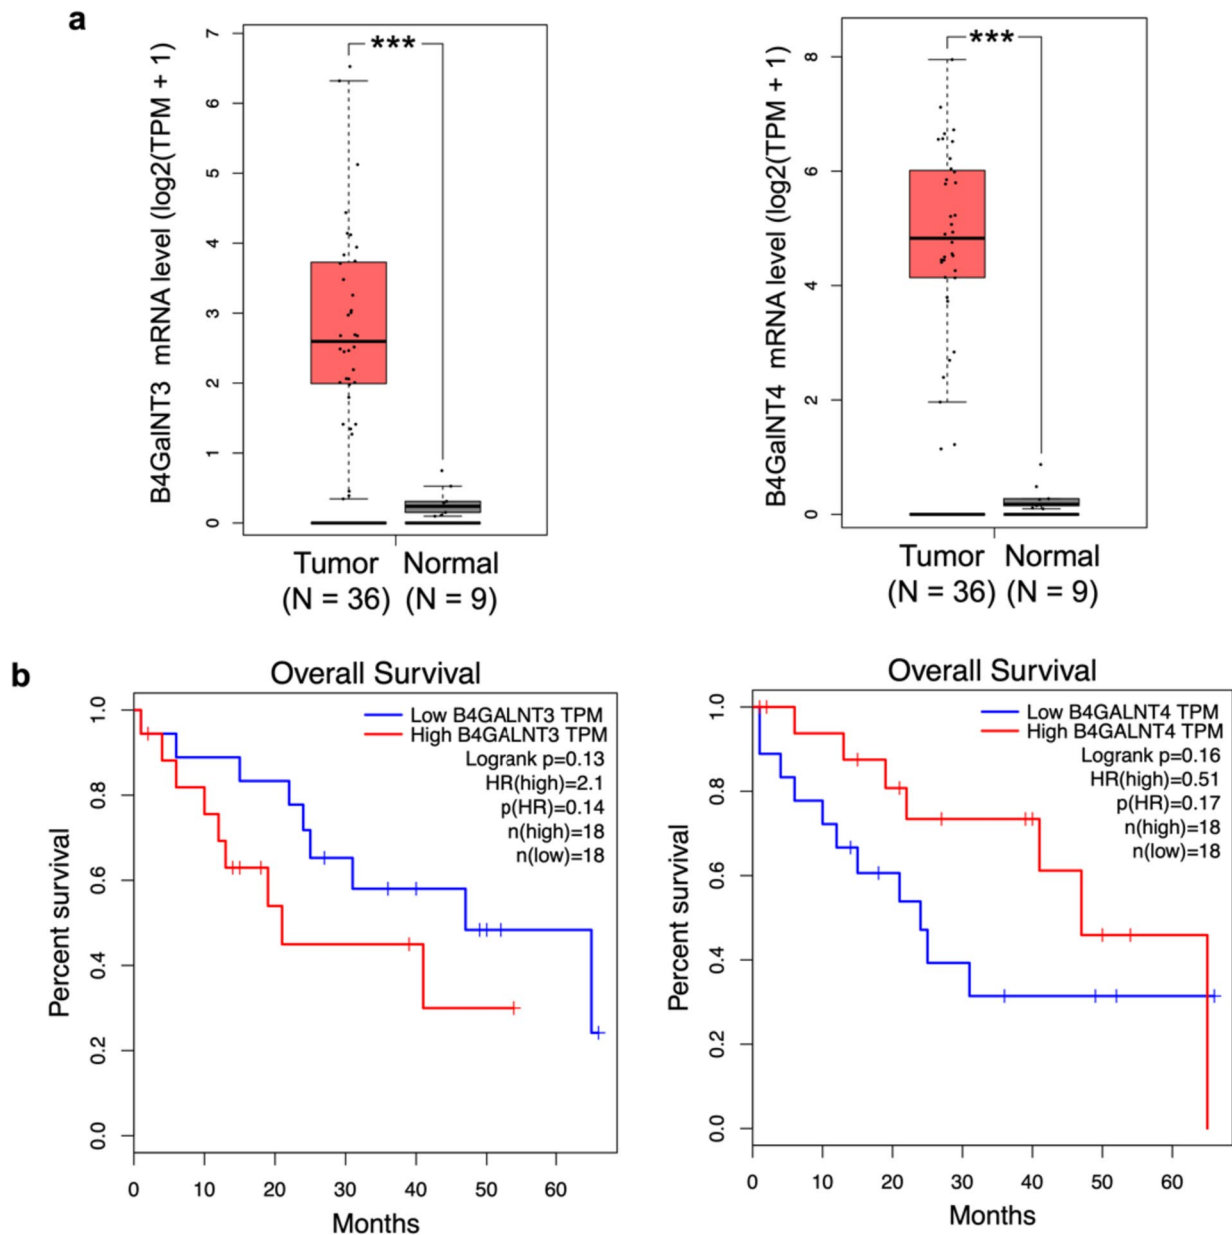 a
B4GalNT3 mRNA level (log2(TPM + 1)
7
6
5
4
3
2
1
0
***
Tumor Normal
(N = 36) (N = 9)
B4GalNT4 mRNA level (log2(TPM + 1)
8
6
4
2
0
***
Tumor Normal
(N = 36) (N = 9)
b
Overall Survival
Percent survival
1.0
0.8
0.6
0.4
0.2
0.0
Low B4GALNT3 TPM
High B4GALNT3 TPM
Logrank p=0.13
HR(high)=2.1
p(HR)=0.14
n(high)=18
n(low)=18
0 10 20 30 40 50 60
Months
Overall Survival
Percent survival
1.0
0.8
0.6
0.4
0.2
0.0
Low B4GALNT4 TPM
High B4GALNT4 TPM
Logrank p=0.16
HR(high)=0.51
p(HR)=0.17
n(high)=18
n(low)=18
0 10 20 30 40 50 60
Months